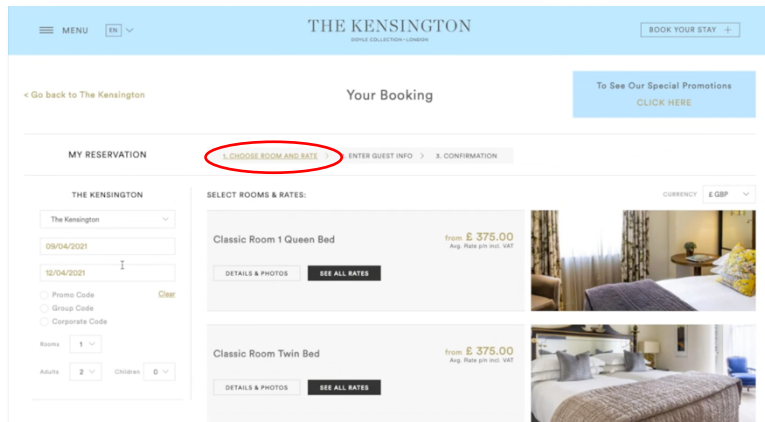 MENU
EN
THE KENSINGTON
DOYLE COLLECTION • LONDON
BOOK YOUR STAY +
< Go back to The Kensington
Your Booking
To See Our Special Promotions
CLICK HERE
MY RESERVATION
1. CHOOSE ROOM AND RATE > ENTER GUEST INFO > 3. CONFIRMATION
THE KENSINGTON
The Kensington
09/04/2021
12/04/2021
Promo Code
Clear
Group Code
Corporate Code
Rooms 1
Adults 2 Children 0
SELECT ROOMS & RATES:
CURRENCY £ GBP
Classic Room 1 Queen Bed
from £ 375.00
Avg. Rate p/n incl. VAT
DETAILS & PHOTOS
SEE ALL RATES
Classic Room Twin Bed
from £ 375.00
Avg. Rate p/n incl. VAT
DETAILS & PHOTOS
SEE ALL RATES